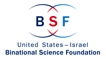 BSF
United States – Israel
Binational Science Foundation